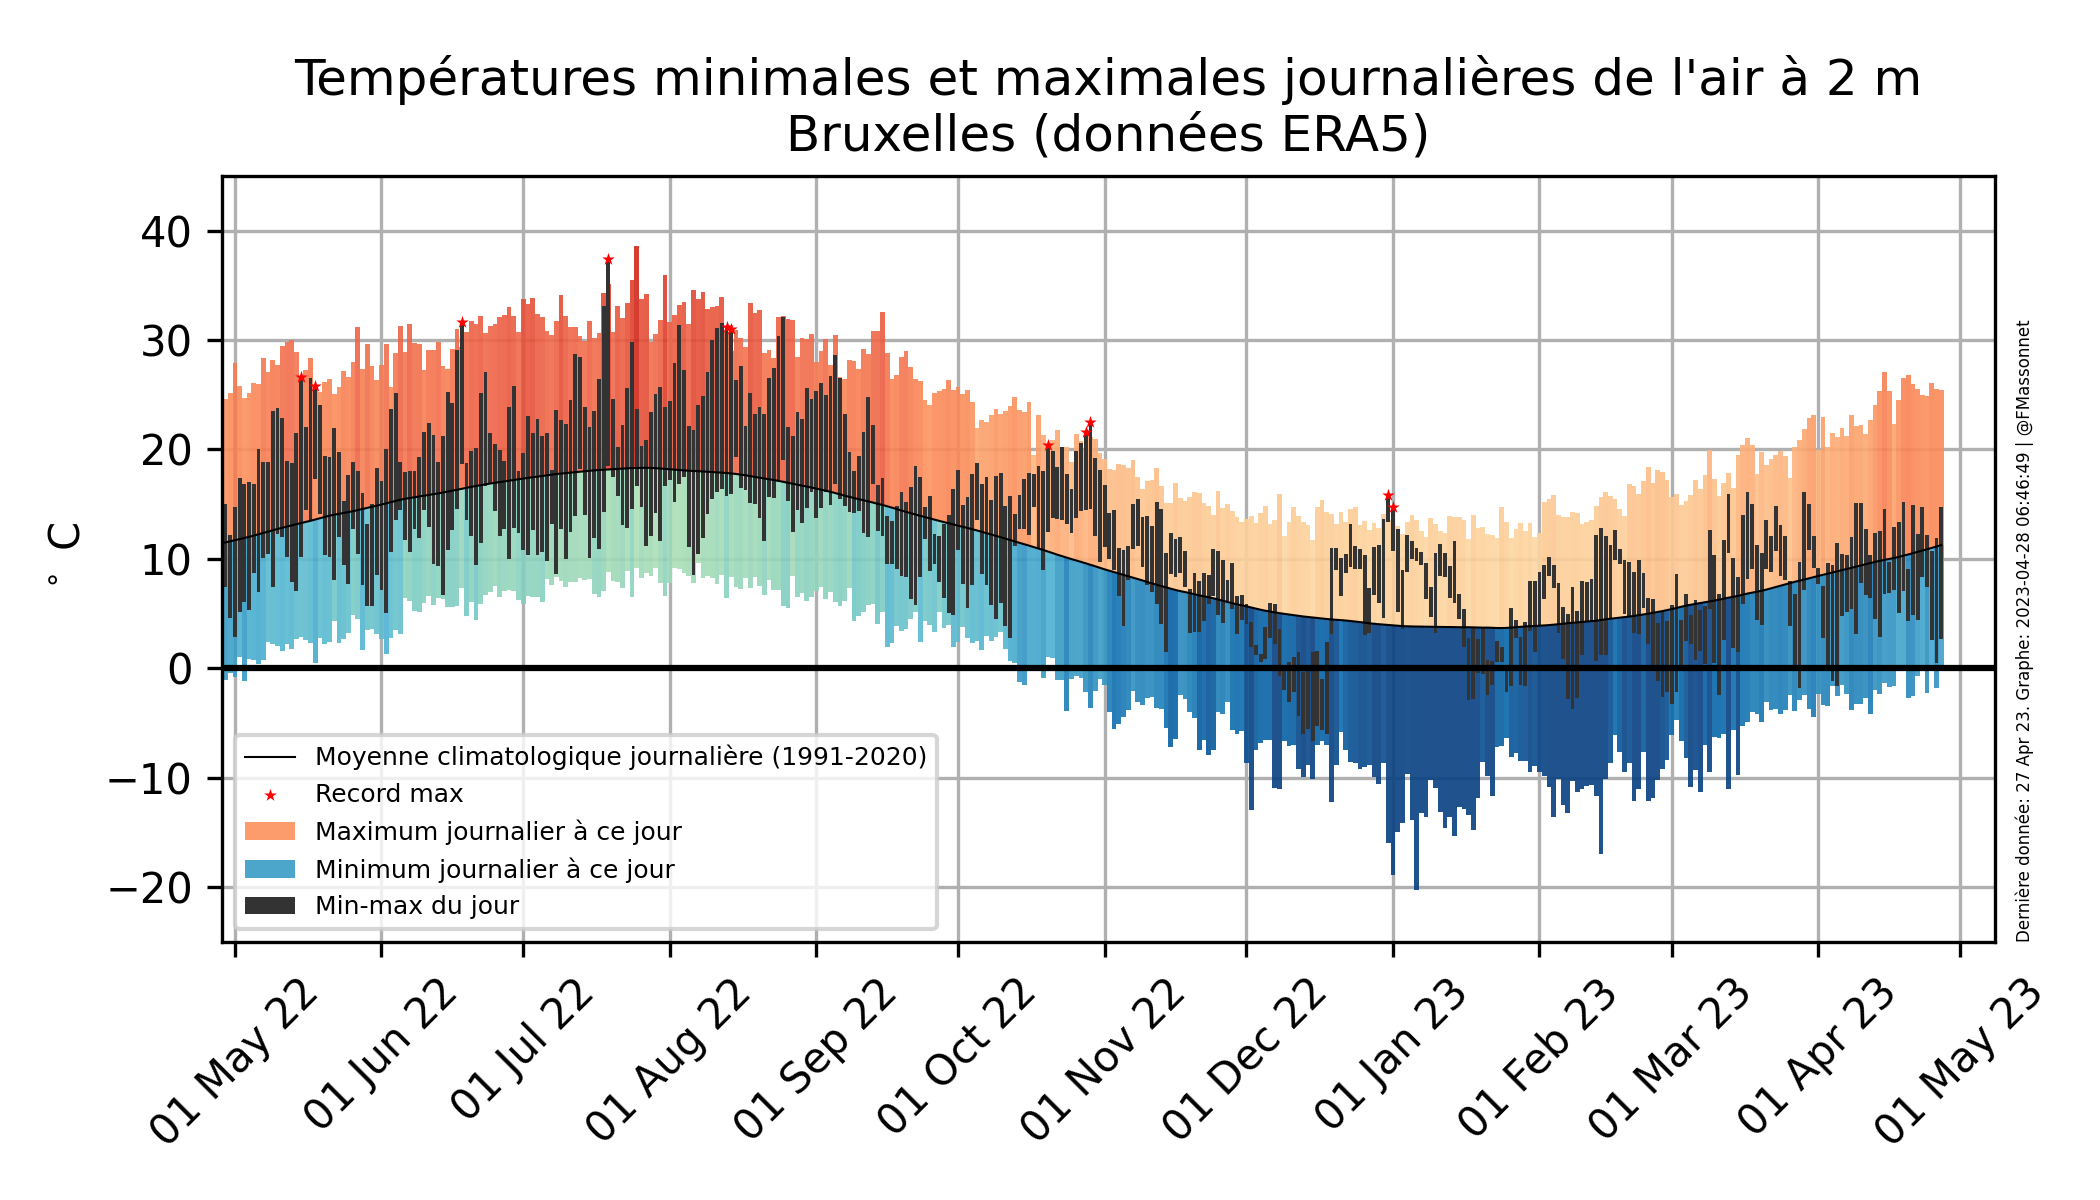 Températures minimales et maximales journalières de l'air à 2 m
Bruxelles (données ERA5)
° C
40
30
20
10
0
−10
−20
Moyenne climatologique journalière (1991-2020)
Record max
Maximum journalier à ce jour
Minimum journalier à ce jour
Min-max du jour
01 May 22
01 Jun 22
01 Jul 22
01 Aug 22
01 Sep 22
01 Oct 22
01 Nov 22
01 Dec 22
01 Jan 23
01 Feb 23
01 Mar 23
01 Apr 23
01 May 23
Dernière donnée: 27 Apr 23. Graphe: 2023-04-28 06:46:49 | @FMassonnet